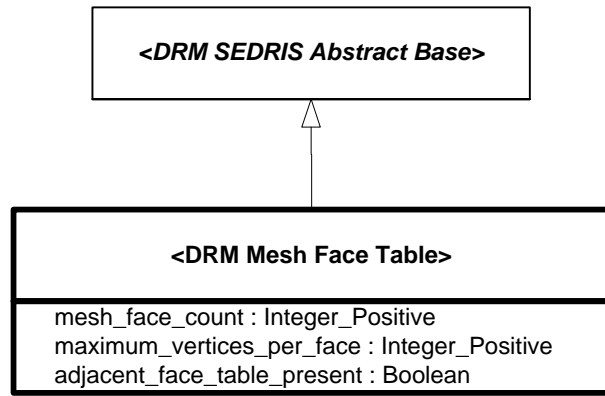 <DRM SEDRIS Abstract Base>
<DRM Mesh Face Table>
mesh_face_count : Integer_Positive
maximum_vertices_per_face : Integer_Positive
adjacent_face_table_present : Boolean